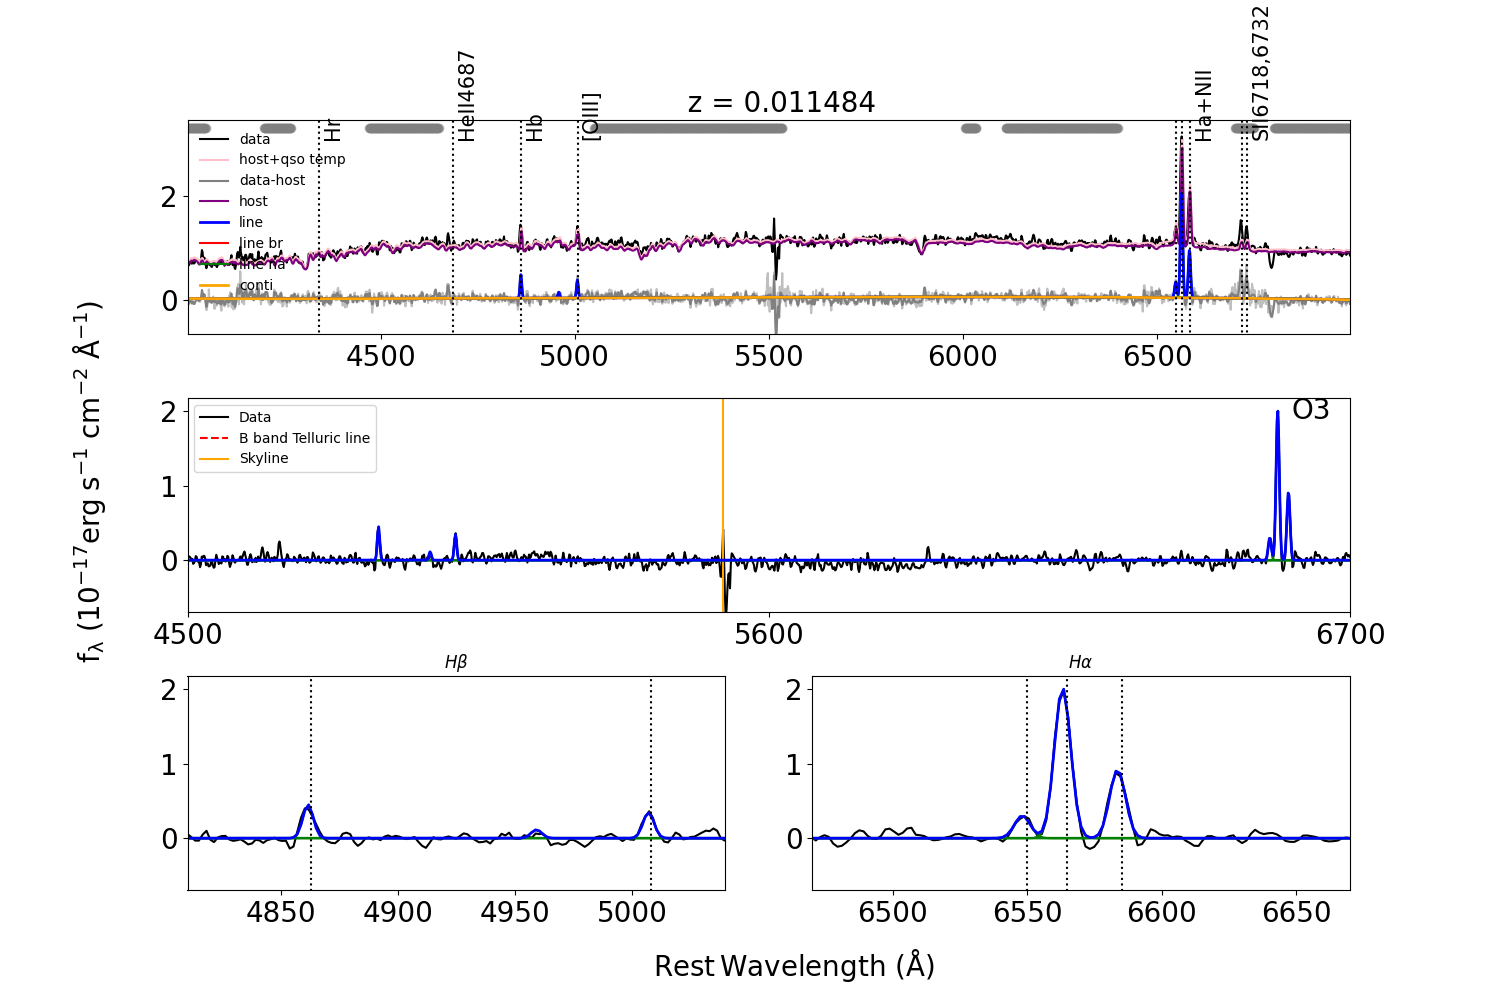 z = 0.011484
Hr
HeII4687
Hb
[OIII]
Ha+NII
SII6718,6732
data
host+qso temp
data-host
host
line
line br
line na
conti
2
0
4500 5000 5500 6000 6500
fλ (10⁻¹⁷erg s⁻¹ cm⁻² Å⁻¹)
Data
B band Telluric line
Skyline
O3
2
1
0
4500 5600 6700
Hβ
2
1
0
4850 4900 4950 5000
Hα
2
1
0
6500 6550 6600 6650
Rest Wavelength (Å)